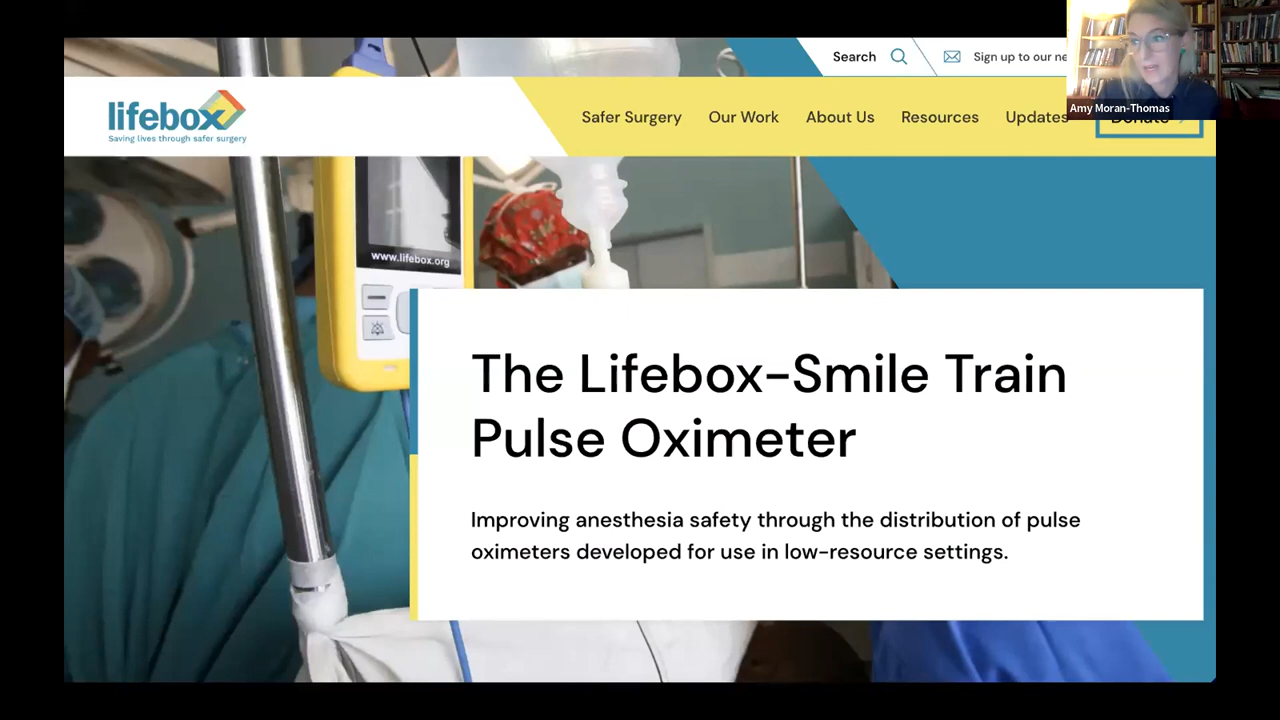 Search
Sign up to our ne
Amy Moran-Thomas
lifebox
Saving lives through safer surgery
Safer Surgery
Our Work
About Us
Resources
Updates
Donate
www.lifebox.org
The Lifebox-Smile Train
Pulse Oximeter
Improving anesthesia safety through the distribution of pulse
oximeters developed for use in low-resource settings.